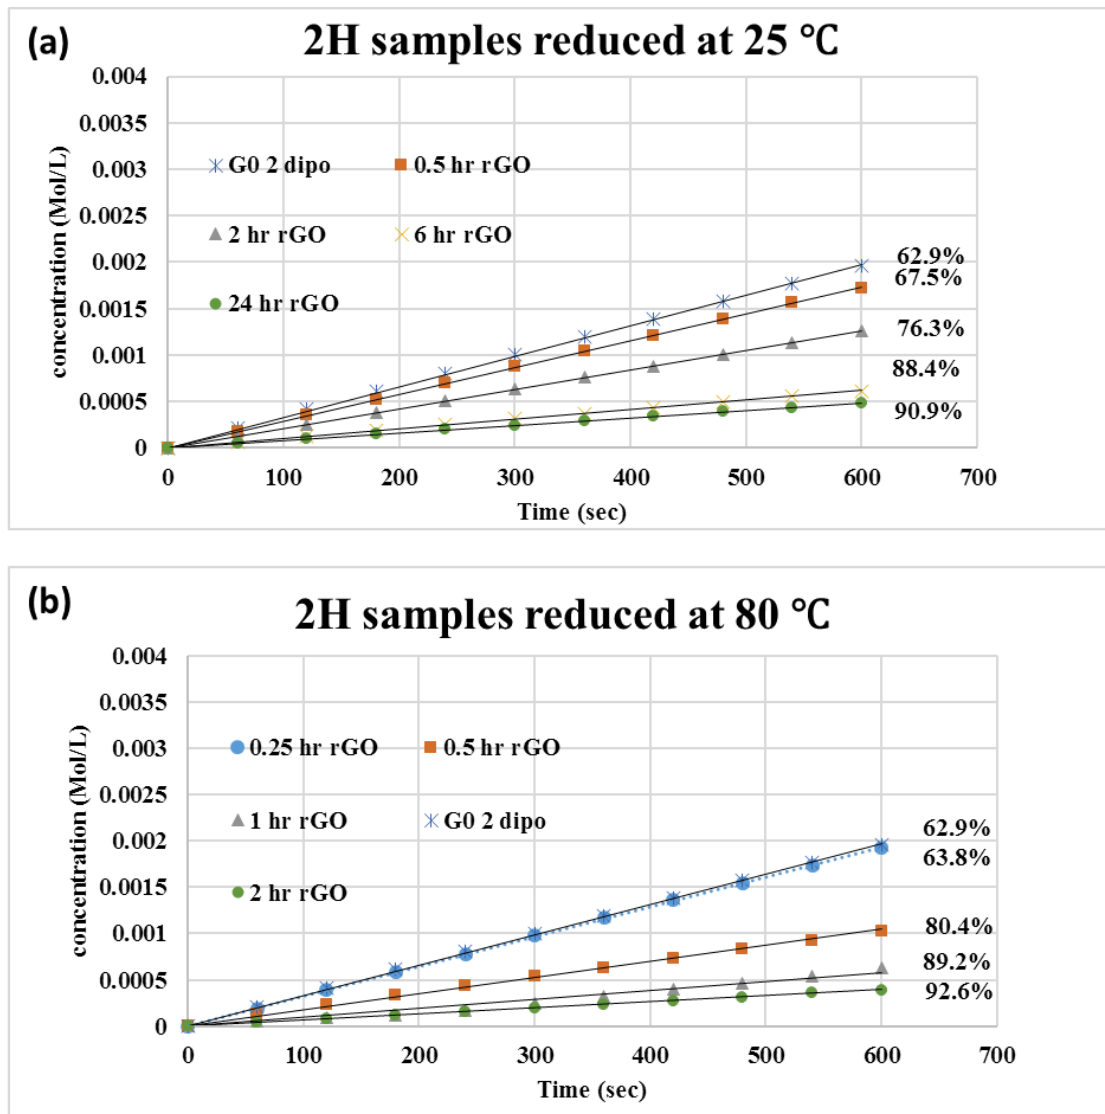 (a)
2H samples reduced at 25 ℃
0.004
0.0035
0.003
0.0025
0.002
0.0015
0.001
0.0005
0
concentration (Mol/L)
G0 2 dipo
0.5 hr rGO
2 hr rGO
6 hr rGO
24 hr rGO
62.9%
67.5%
76.3%
88.4%
90.9%
0 100 200 300 400 500 600 700
Time (sec)
(b)
2H samples reduced at 80 ℃
0.004
0.0035
0.003
0.0025
0.002
0.0015
0.001
0.0005
0
concentration (Mol/L)
0.25 hr rGO
0.5 hr rGO
1 hr rGO
G0 2 dipo
2 hr rGO
62.9%
63.8%
80.4%
89.2%
92.6%
0 100 200 300 400 500 600 700
Time (sec)